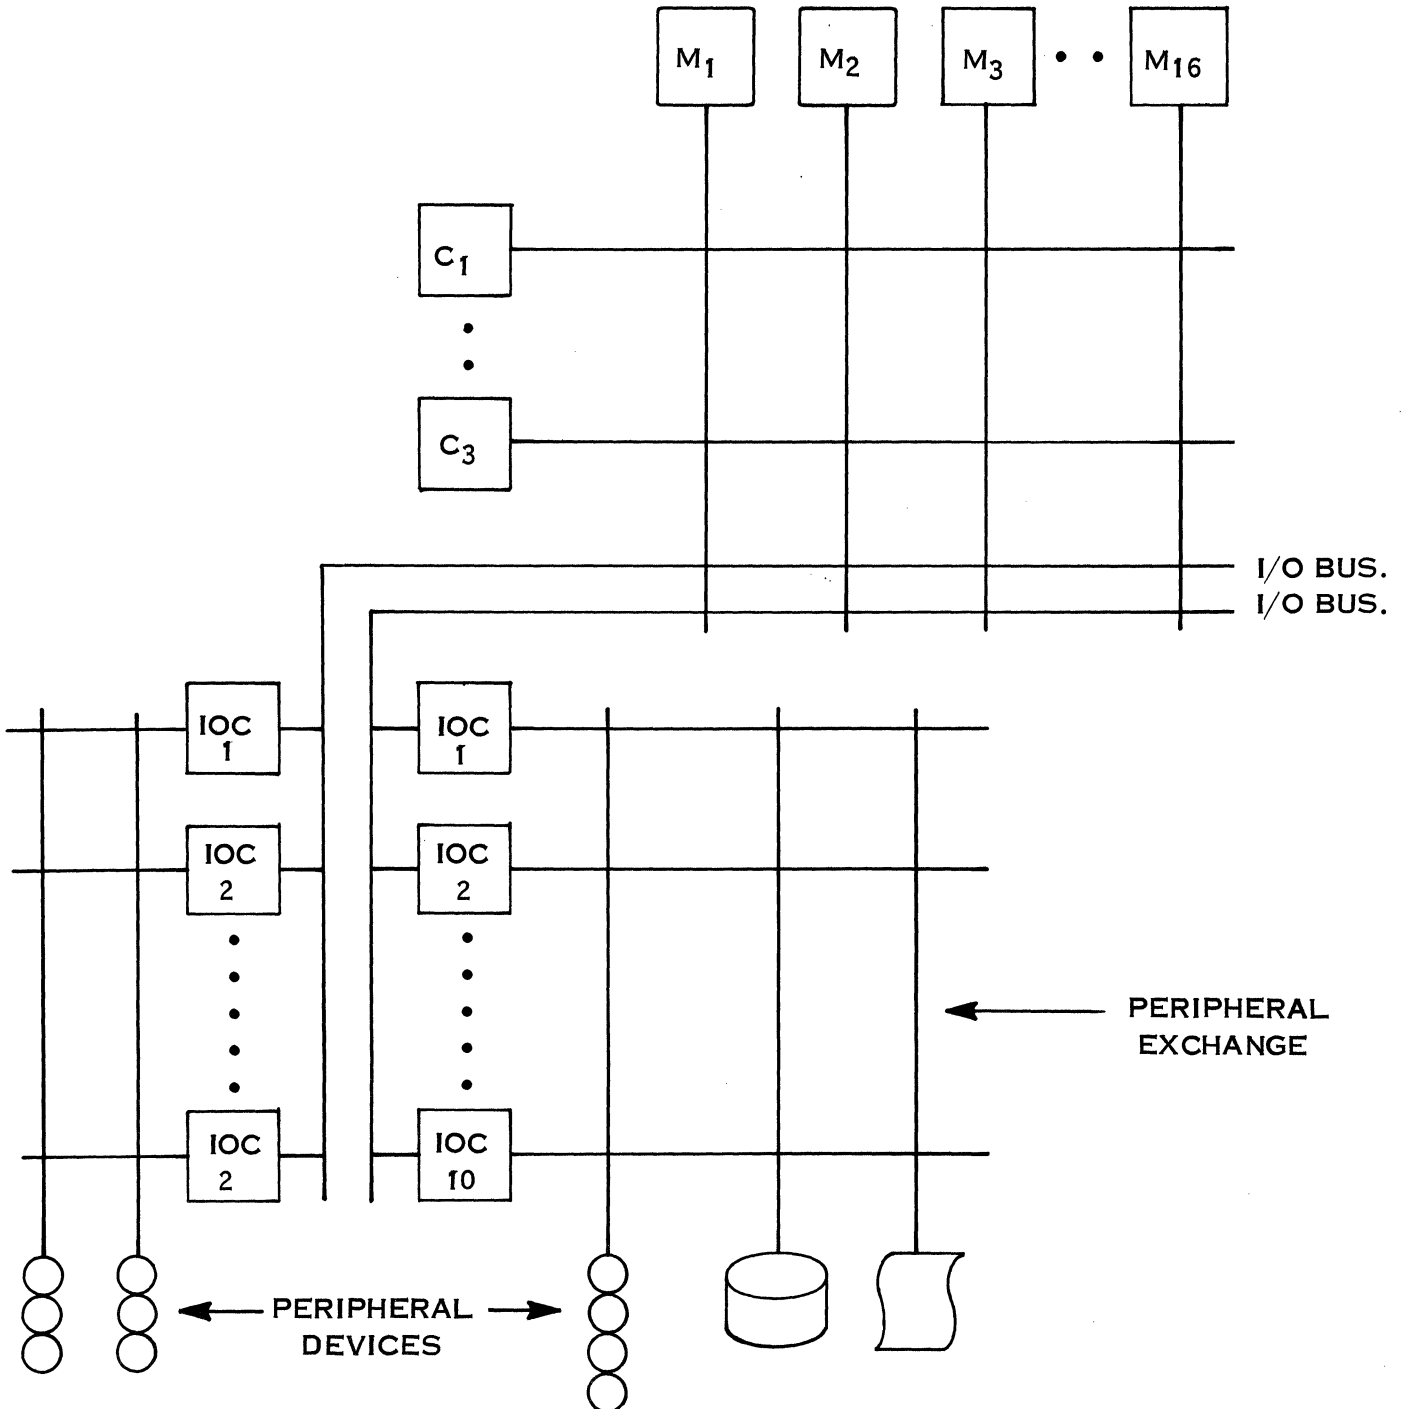 M1 M2 M3 M16
C1
C3
I/O BUS.
I/O BUS.
IOC
1
IOC
1
IOC
2
IOC
2
PERIPHERAL
EXCHANGE
IOC
2
IOC
10
PERIPHERAL
DEVICES